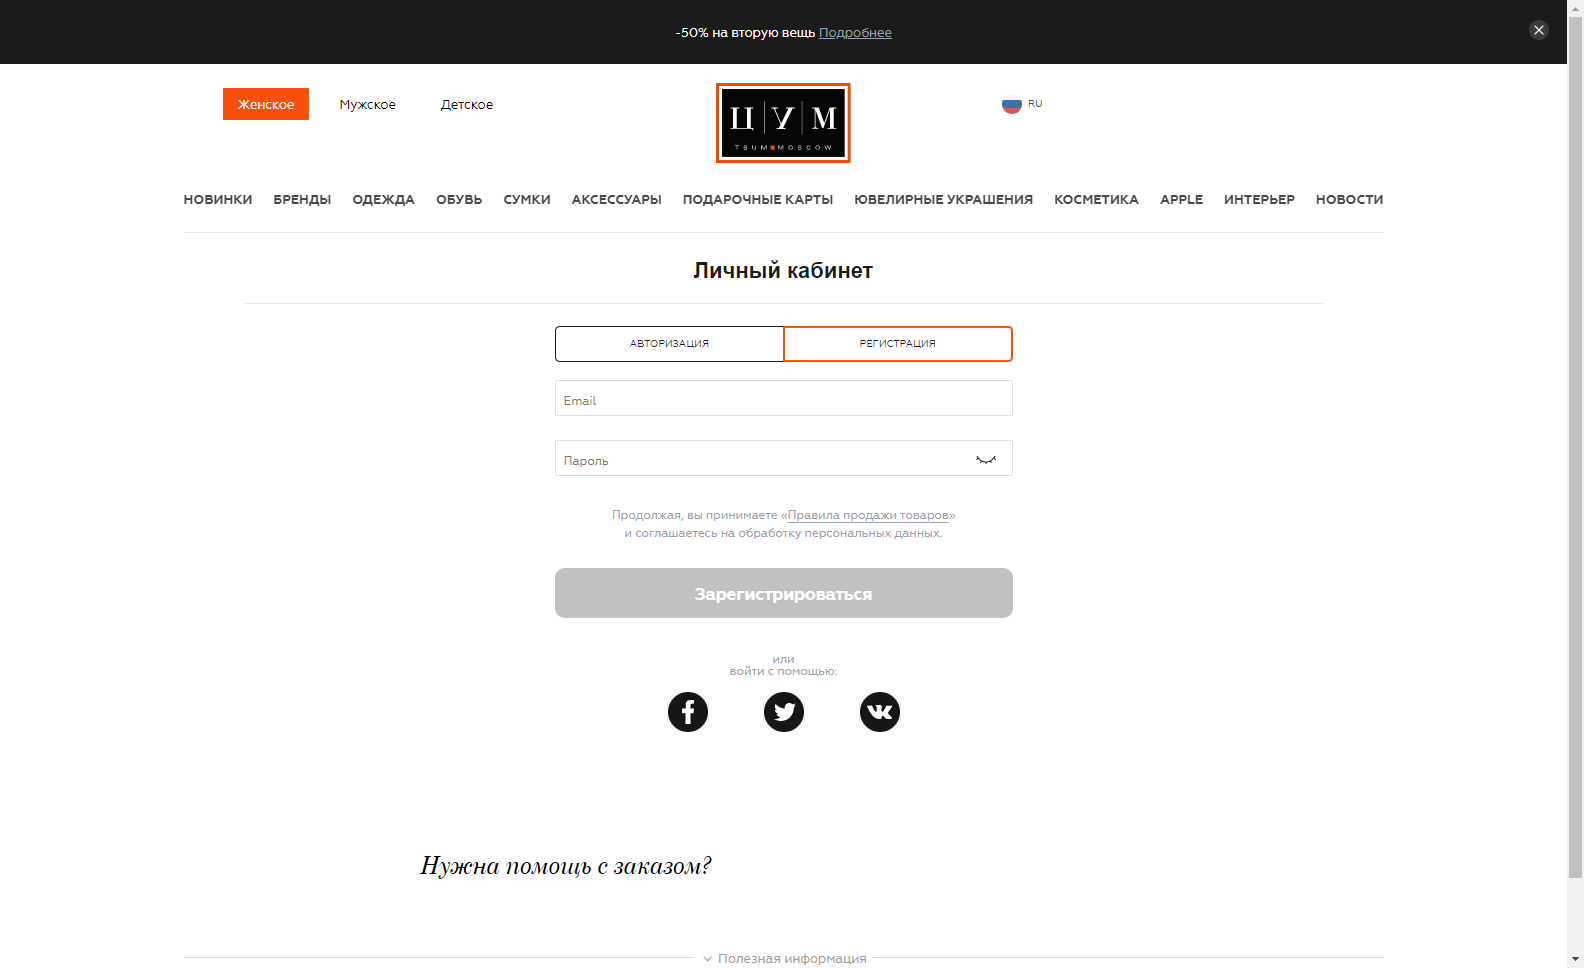 -50% на вторую вещь Подробнее
Женское Мужское Детское
Ц У М
TSUM MOSCOW
RU
НОВИНКИ БРЕНДЫ ОДЕЖДА ОБУВЬ СУМКИ АКСЕССУАРЫ ПОДАРОЧНЫЕ КАРТЫ ЮВЕЛИРНЫЕ УКРАШЕНИЯ КОСМЕТИКА APPLE ИНТЕРЬЕР НОВОСТИ
Личный кабинет
АВТОРИЗАЦИЯ РЕГИСТРАЦИЯ
Email
Пароль
Продолжая, вы принимаете «Правила продажи товаров»
и соглашаетесь на обработку персональных данных.
Зарегистрироваться
или
войти с помощью:
Нужна помощь с заказом?
Полезная информация